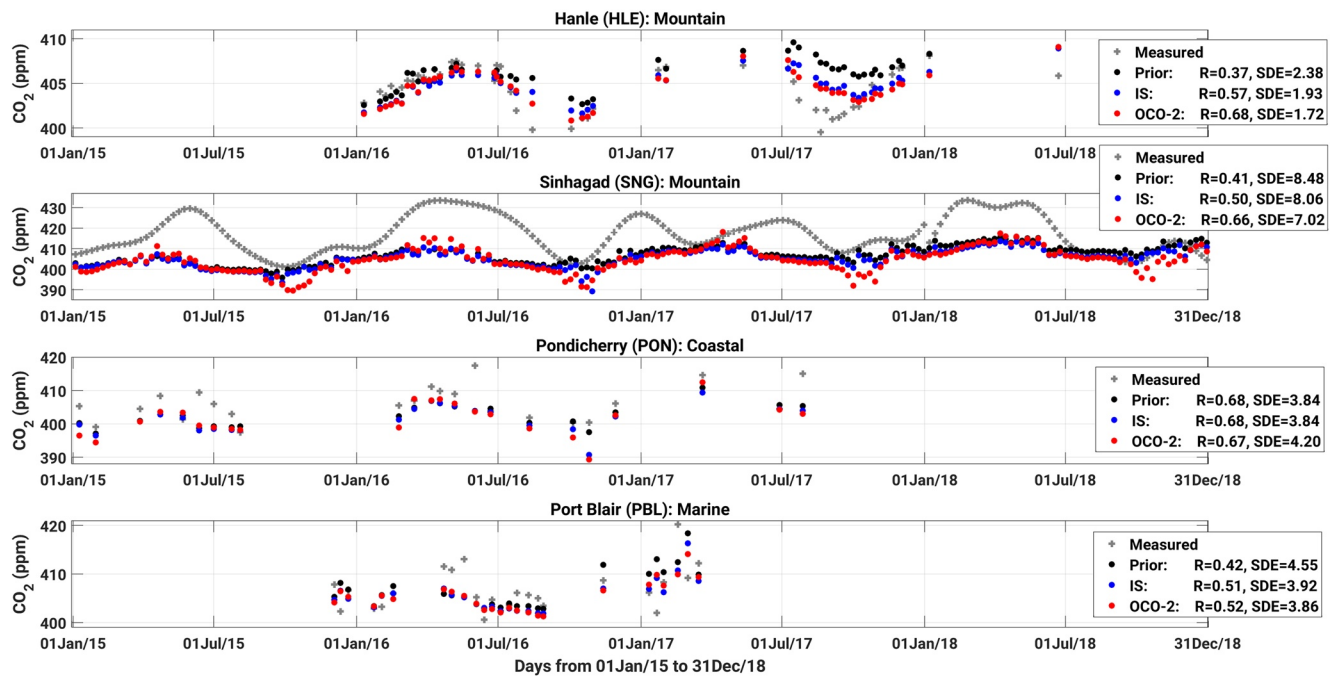 Hanle (HLE): Mountain
CO2 (ppm)
410
405
400
Measured
Prior: R=0.37, SDE=2.38
IS: R=0.57, SDE=1.93
OCO-2: R=0.68, SDE=1.72
01Jan/15 01Jul/15 01Jan/16 01Jul/16 01Jan/17 01Jul/17 01Jan/18 01Jul/18
Sinhagad (SNG): Mountain
CO2 (ppm)
430
420
410
400
390
Measured
Prior: R=0.41, SDE=8.48
IS: R=0.50, SDE=8.06
OCO-2: R=0.66, SDE=7.02
01Jan/15 01Jul/15 01Jan/16 01Jul/16 01Jan/17 01Jul/17 01Jan/18 01Jul/18 31Dec/18
Pondicherry (PON): Coastal
CO2 (ppm)
420
410
400
390
Measured
Prior: R=0.68, SDE=3.84
IS: R=0.68, SDE=3.84
OCO-2: R=0.67, SDE=4.20
01Jan/15 01Jul/15 01Jan/16 01Jul/16 01Jan/17 01Jul/17 01Jan/18 01Jul/18 31Dec/18
Port Blair (PBL): Marine
CO2 (ppm)
420
410
400
Measured
Prior: R=0.42, SDE=4.55
IS: R=0.51, SDE=3.92
OCO-2: R=0.52, SDE=3.86
01Jan/15 01Jul/15 01Jan/16 01Jul/16 01Jan/17 01Jul/17 01Jan/18 01Jul/18 31Dec/18
Days from 01Jan/15 to 31Dec/18